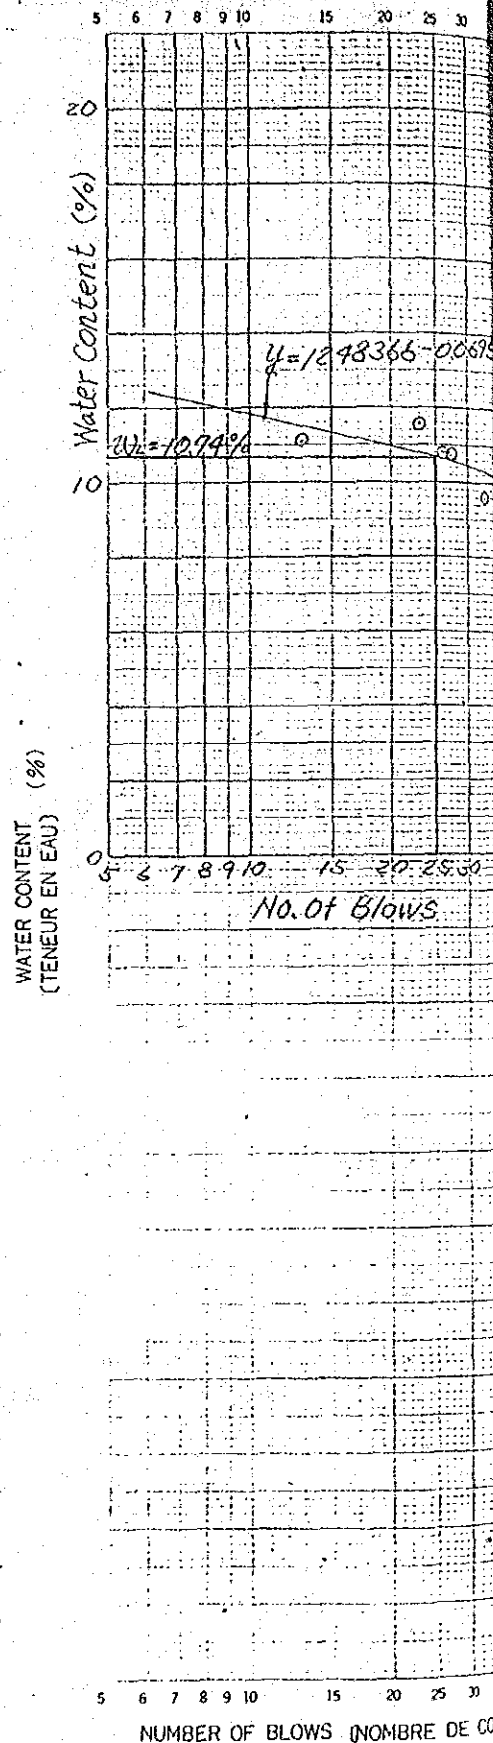 5 6 7 8 9 10 15 20 25 30
20
Water Content (%)
y=12.48366-0.0695
WL=10.74%
10
WATER CONTENT (%)
(TENEUR EN EAU)
0
5 6 7 8 9 10 15 20 25 30
No. Of Blows
5 6 7 8 9 10 15 20 25 30
NUMBER OF BLOWS (NOMBRE DE CO